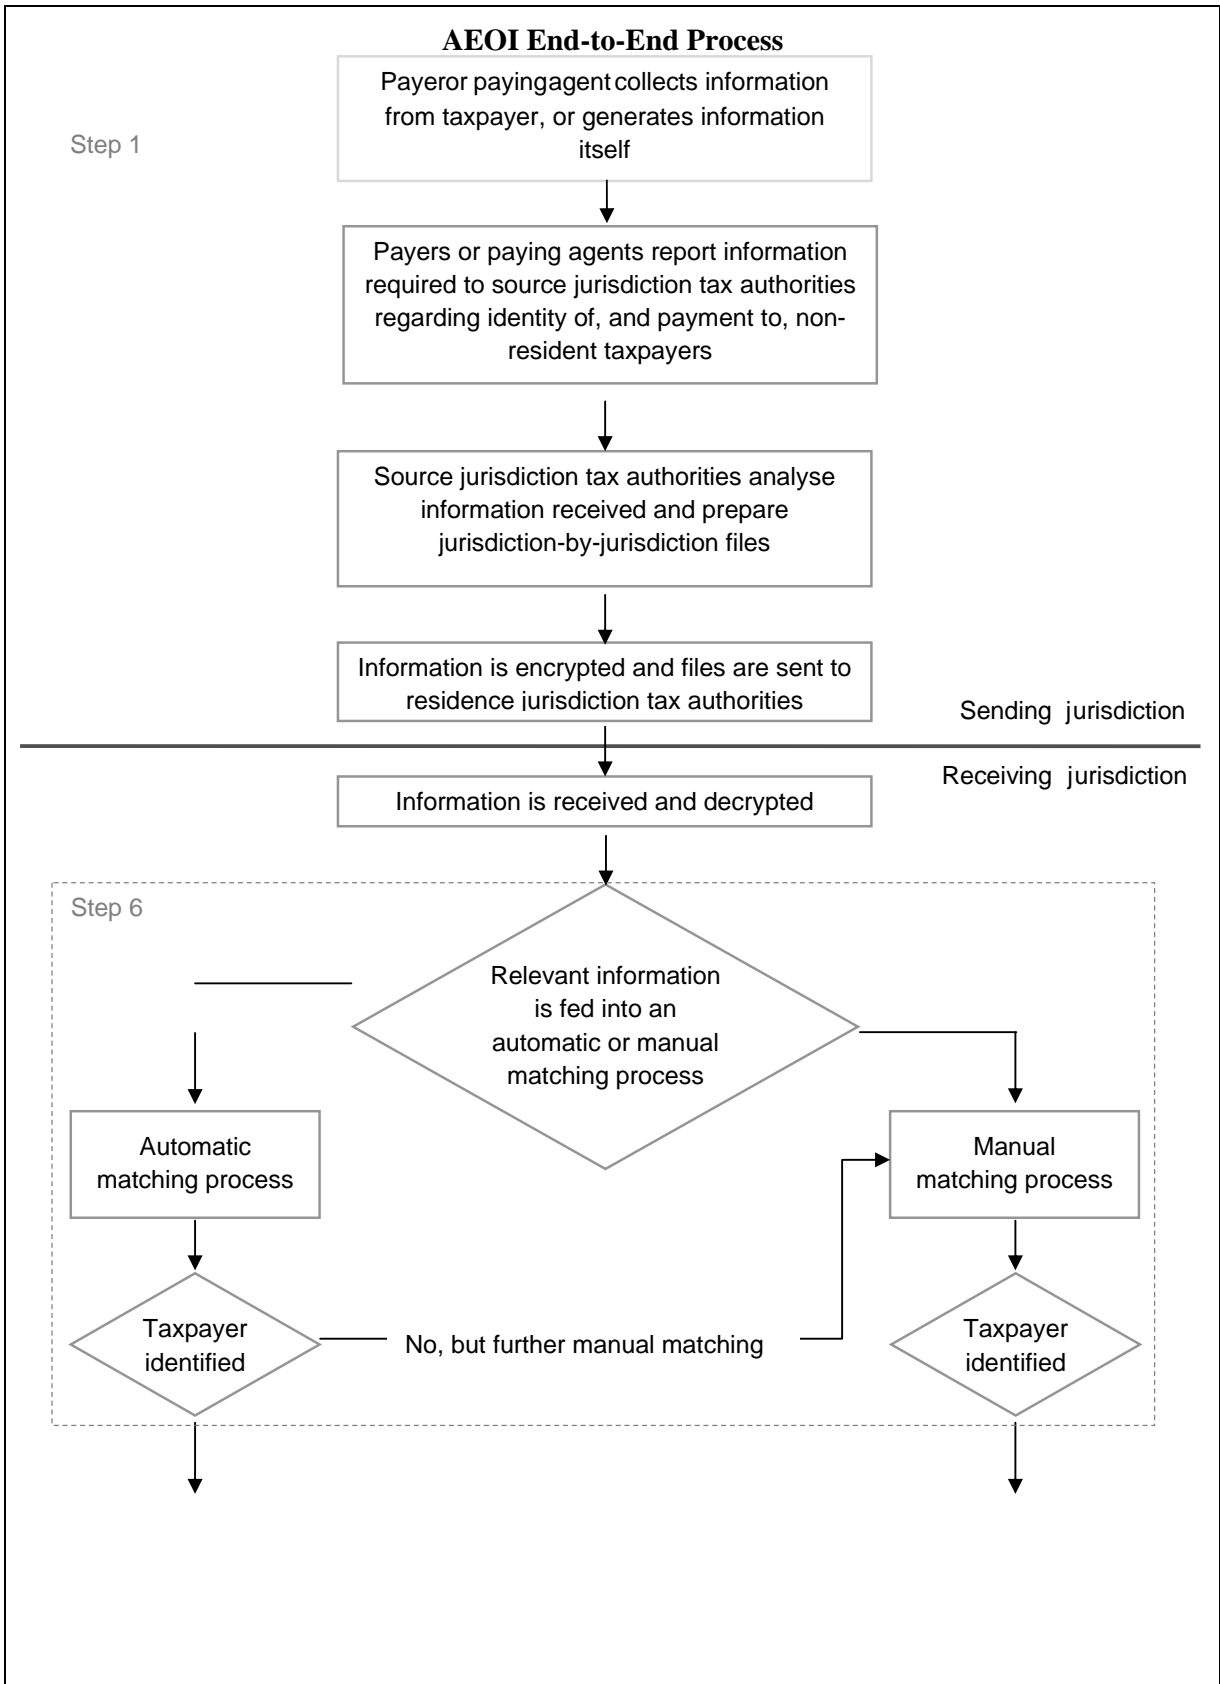 AEOI End-to-End Process
Payeror payingagent collects information
from taxpayer, or generates information
itself
Step 1
Payers or paying agents report information
required to source jurisdiction tax authorities
regarding identity of, and payment to, non-
resident taxpayers
Source jurisdiction tax authorities analyse
information received and prepare
jurisdiction-by-jurisdiction files
Information is encrypted and files are sent to
residence jurisdiction tax authorities
Sending jurisdiction
Receiving jurisdiction
Information is received and decrypted
Step 6
Relevant information
is fed into an
automatic or manual
matching process
Automatic
matching process
Manual
matching process
Taxpayer
identified
No, but further manual matching
Taxpayer
identified